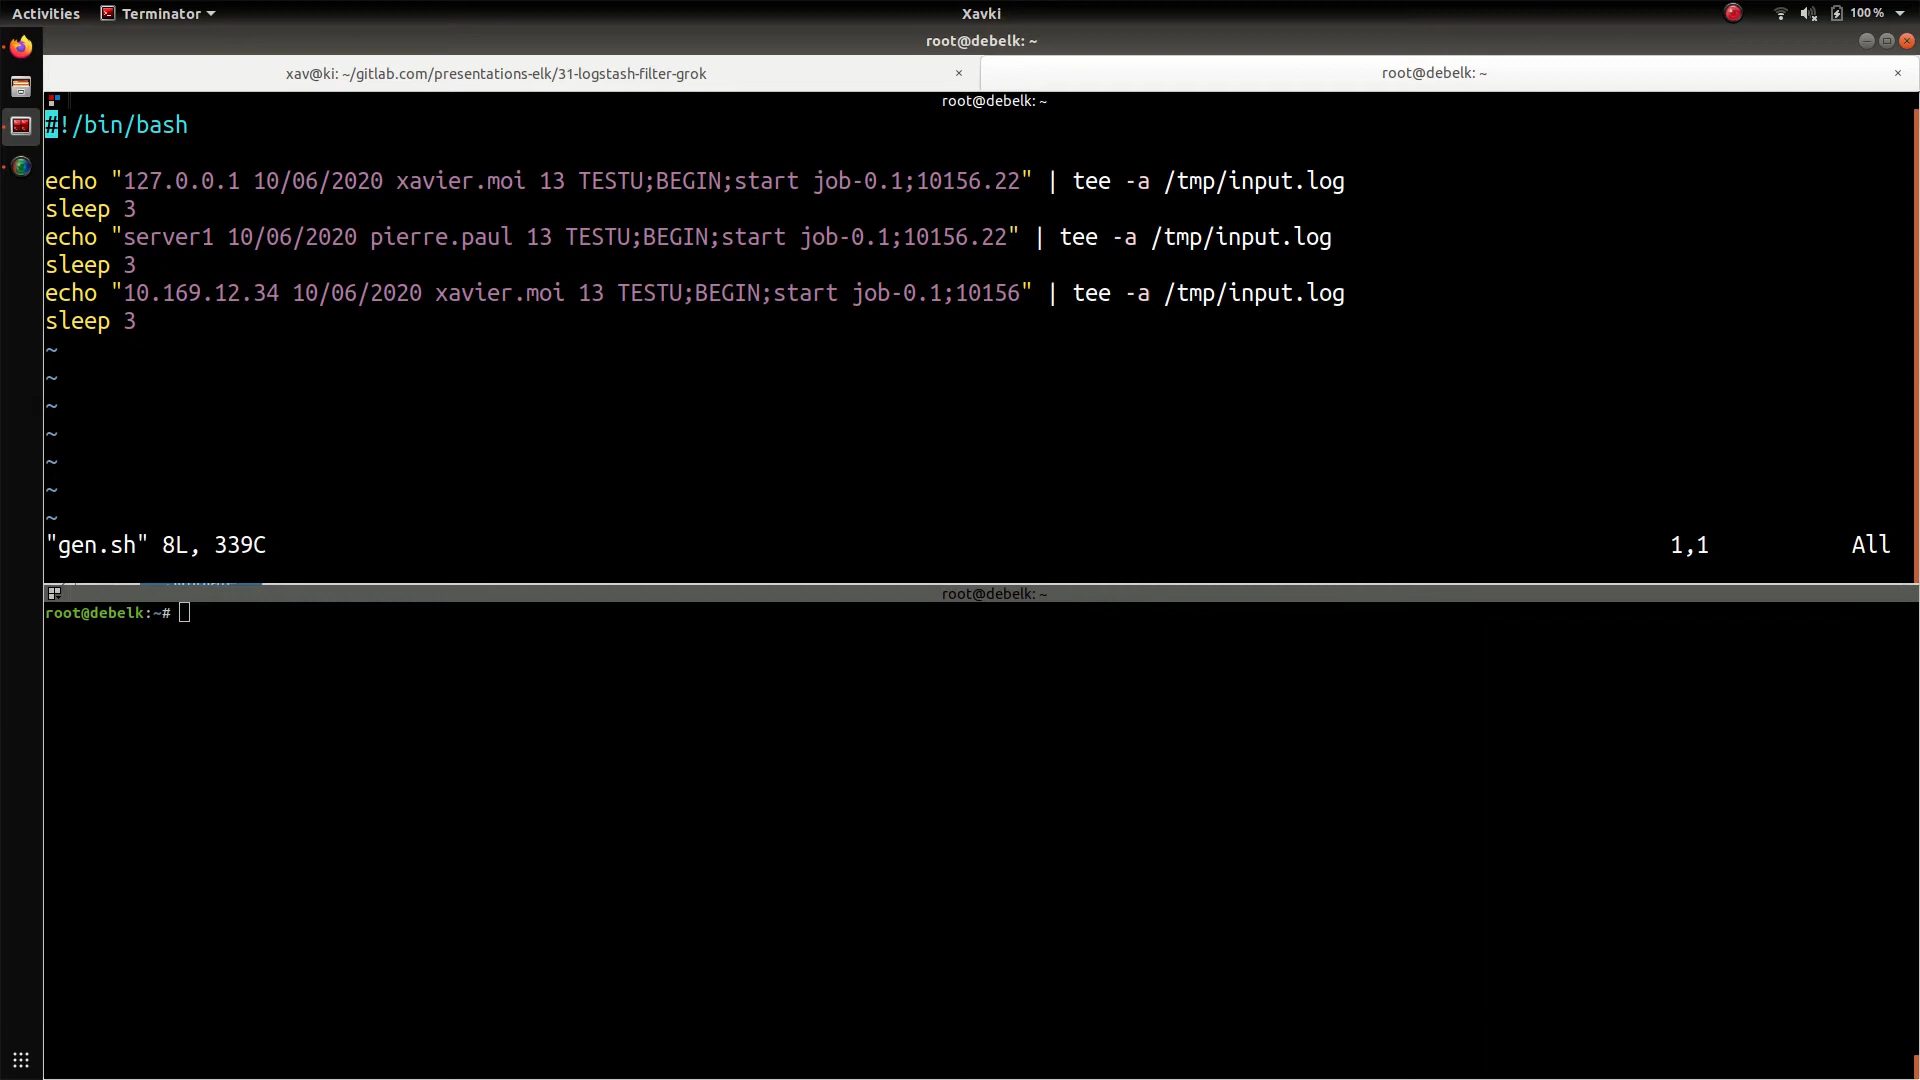 Activities Terminator Xavki 100 %
root@debelk: ~
xav@ki: ~/gitlab.com/presentations-elk/31-logstash-filter-grok × root@debelk: ~ ×
root@debelk: ~
#!/bin/bash
echo "127.0.0.1 10/06/2020 xavier.moi 13 TESTU;BEGIN;start job-0.1;10156.22" | tee -a /tmp/input.log
sleep 3
echo "server1 10/06/2020 pierre.paul 13 TESTU;BEGIN;start job-0.1;10156.22" | tee -a /tmp/input.log
sleep 3
echo "10.169.12.34 10/06/2020 xavier.moi 13 TESTU;BEGIN;start job-0.1;10156" | tee -a /tmp/input.log
sleep 3
~
~
~
~
~
~
~
"gen.sh" 8L, 339C 1,1 All
root@debelk: ~
root@debelk:~#